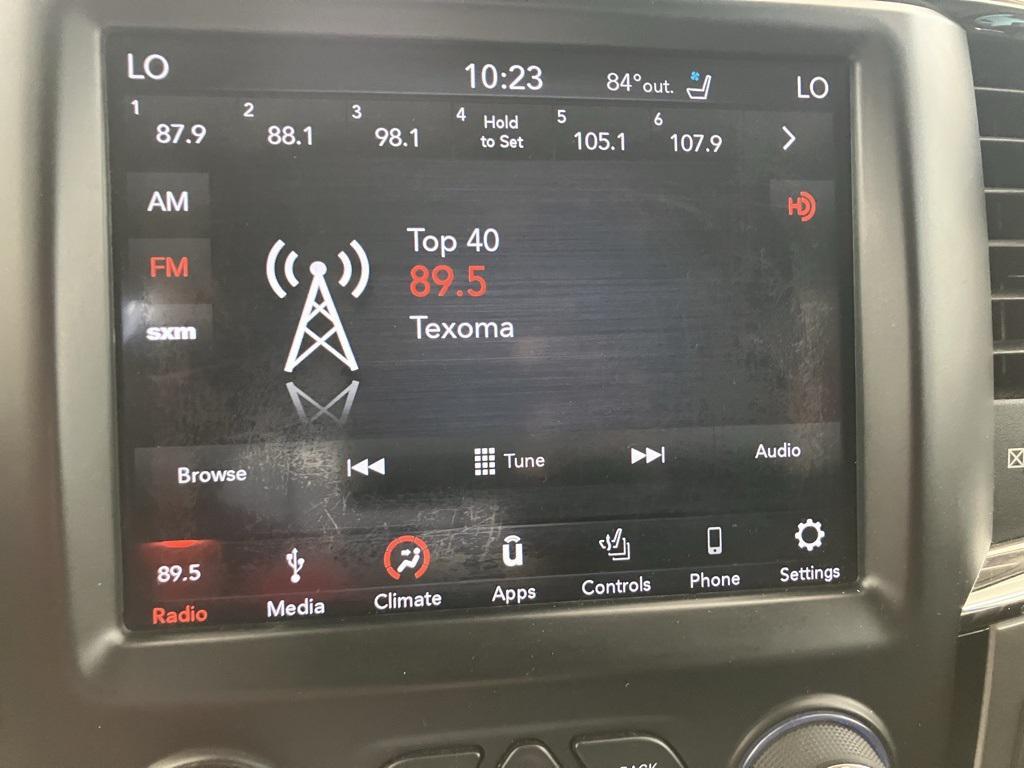 LO 10:23 84° out. LO
1 87.9 2 88.1 3 98.1 4 Hold to Set 5 105.1 6 107.9
AM
HD
Top 40
FM
89.5
sxm
Texoma
Browse Tune Audio
89.5
Radio Media Climate Apps Controls Phone Settings
BACK